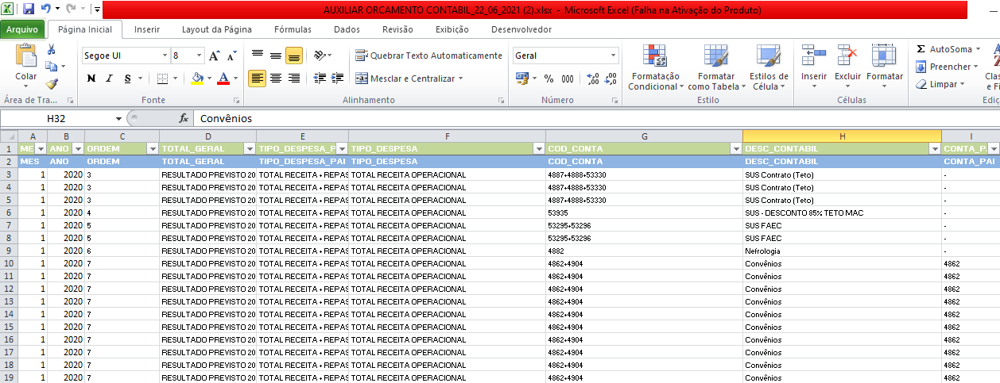 AUXILIAR ORCAMENTO CONTABIL_22_06_2021 (2).xlsx - Microsoft Excel (Falha na Ativação do Produto)
Arquivo Página Inicial Inserir Layout da Página Fórmulas Dados Revisão Exibição Desenvolvedor
Colar Segoe UI 8 A A Quebrar Texto Automaticamente Geral Formatação Condicional Formatar como Tabela Estilos de Célula Inserir Excluir Formatar Σ AutoSoma
N I S A Mesclar e Centralizar % 000 Preencher
Limpar
Área de Tra... Fonte Alinhamento Número Estilo Células
H32 fx Convênios
A B C D E F G H I
1 ME ANO ORDEM TOTAL_GERAL TIPO_DESPESA_P TIPO_DESPESA COD_CONTA DESC_CONTABIL CONTA_P
2 MES ANO ORDEM TOTAL_GERAL TIPO_DESPESA_PAI TIPO_DESPESA COD_CONTA DESC_CONTABIL CONTA_PAI
3 1 2020 3 RESULTADO PREVISTO 20 TOTAL RECEITA + REPAS TOTAL RECEITA OPERACIONAL 4887+4888+53330 SUS Contrato (Teto) -
4 1 2020 3 RESULTADO PREVISTO 20 TOTAL RECEITA + REPAS TOTAL RECEITA OPERACIONAL 4887+4888+53330 SUS Contrato (Teto) -
5 1 2020 3 RESULTADO PREVISTO 20 TOTAL RECEITA + REPAS TOTAL RECEITA OPERACIONAL 4887+4888+53330 SUS Contrato (Teto) -
6 1 2020 4 RESULTADO PREVISTO 20 TOTAL RECEITA + REPAS TOTAL RECEITA OPERACIONAL 53935 SUS - DESCONTO 85% TETO MAC -
7 1 2020 5 RESULTADO PREVISTO 20 TOTAL RECEITA + REPAS TOTAL RECEITA OPERACIONAL 53295+53296 SUS FAEC -
8 1 2020 5 RESULTADO PREVISTO 20 TOTAL RECEITA + REPAS TOTAL RECEITA OPERACIONAL 53295+53296 SUS FAEC -
9 1 2020 6 RESULTADO PREVISTO 20 TOTAL RECEITA + REPAS TOTAL RECEITA OPERACIONAL 4882 Nefrologia -
10 1 2020 7 RESULTADO PREVISTO 20 TOTAL RECEITA + REPAS TOTAL RECEITA OPERACIONAL 4862+4904 Convênios 4862
11 1 2020 7 RESULTADO PREVISTO 20 TOTAL RECEITA + REPAS TOTAL RECEITA OPERACIONAL 4862+4904 Convênios 4862
12 1 2020 7 RESULTADO PREVISTO 20 TOTAL RECEITA + REPAS TOTAL RECEITA OPERACIONAL 4862+4904 Convênios 4862
13 1 2020 7 RESULTADO PREVISTO 20 TOTAL RECEITA + REPAS TOTAL RECEITA OPERACIONAL 4862+4904 Convênios 4862
14 1 2020 7 RESULTADO PREVISTO 20 TOTAL RECEITA + REPAS TOTAL RECEITA OPERACIONAL 4862+4904 Convênios 4862
15 1 2020 7 RESULTADO PREVISTO 20 TOTAL RECEITA + REPAS TOTAL RECEITA OPERACIONAL 4862+4904 Convênios 4862
16 1 2020 7 RESULTADO PREVISTO 20 TOTAL RECEITA + REPAS TOTAL RECEITA OPERACIONAL 4862+4904 Convênios 4862
17 1 2020 7 RESULTADO PREVISTO 20 TOTAL RECEITA + REPAS TOTAL RECEITA OPERACIONAL 4862+4904 Convênios 4862
18 1 2020 7 RESULTADO PREVISTO 20 TOTAL RECEITA + REPAS TOTAL RECEITA OPERACIONAL 4862+4904 Convênios 4862
19 1 2020 7 RESULTADO PREVISTO 20 TOTAL RECEITA + REPAS TOTAL RECEITA OPERACIONAL 4862+4904 Convênios 4862